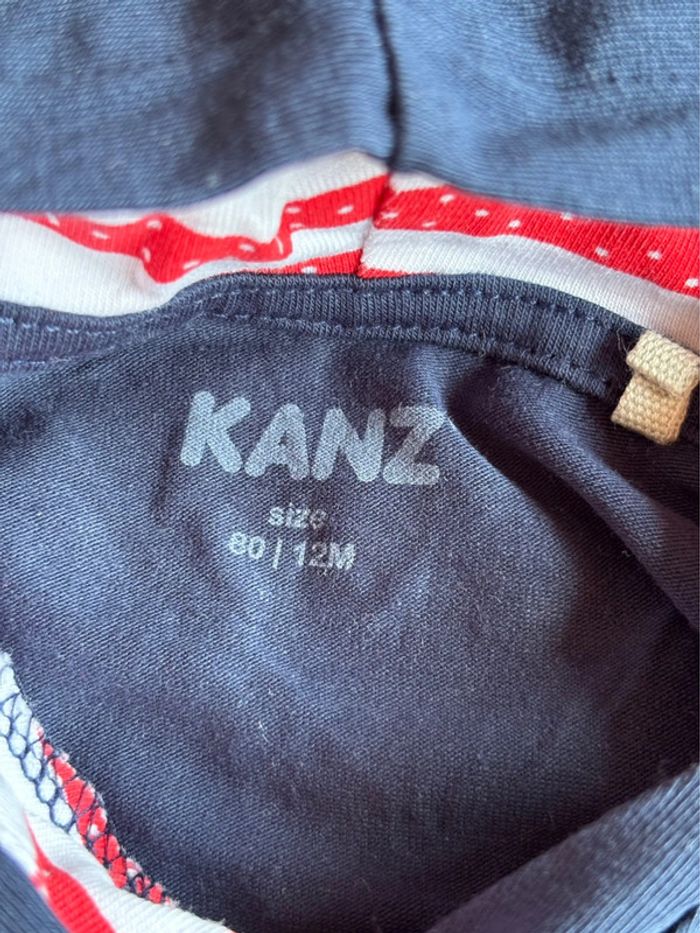 KANZ
size
80 | 12M